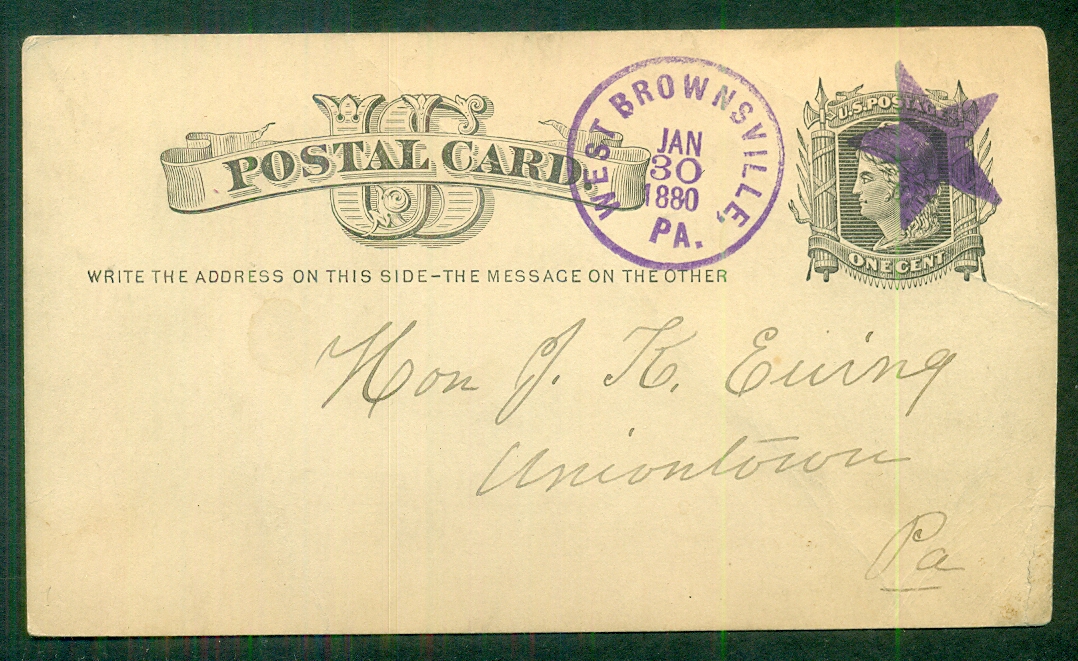 US
POSTAL CARD.
WEST BROWNSVILLE,
JAN
30
1880
PA.
U.S. POSTAGE
ONE CENT
WRITE THE ADDRESS ON THIS SIDE-THE MESSAGE ON THE OTHER
Hon J. K. Ewing
Uniontown
Pa